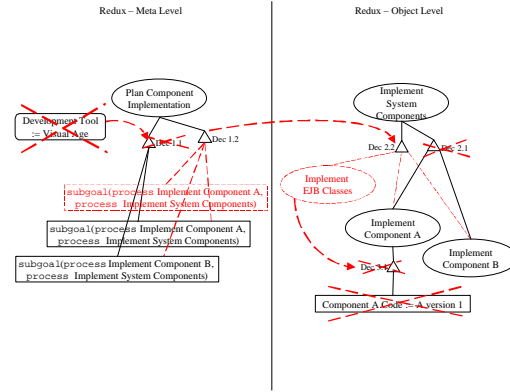 Redux – Meta Level
Redux – Object Level
Plan Component
Implementation
Development Tool
:= Visual Age
Dec 1.1
Dec 1.2
subgoal(process Implement Component A,
process Implement System Components)
subgoal(process Implement Component A,
process Implement System Components)
subgoal(process Implement Component B,
process Implement System Components)
Implement
System
Components
Dec 2.2
Dec 2.1
Implement
EJB Classes
Implement
Component A
Implement
Component B
Dec 3.1
Component A.Code := A version 1